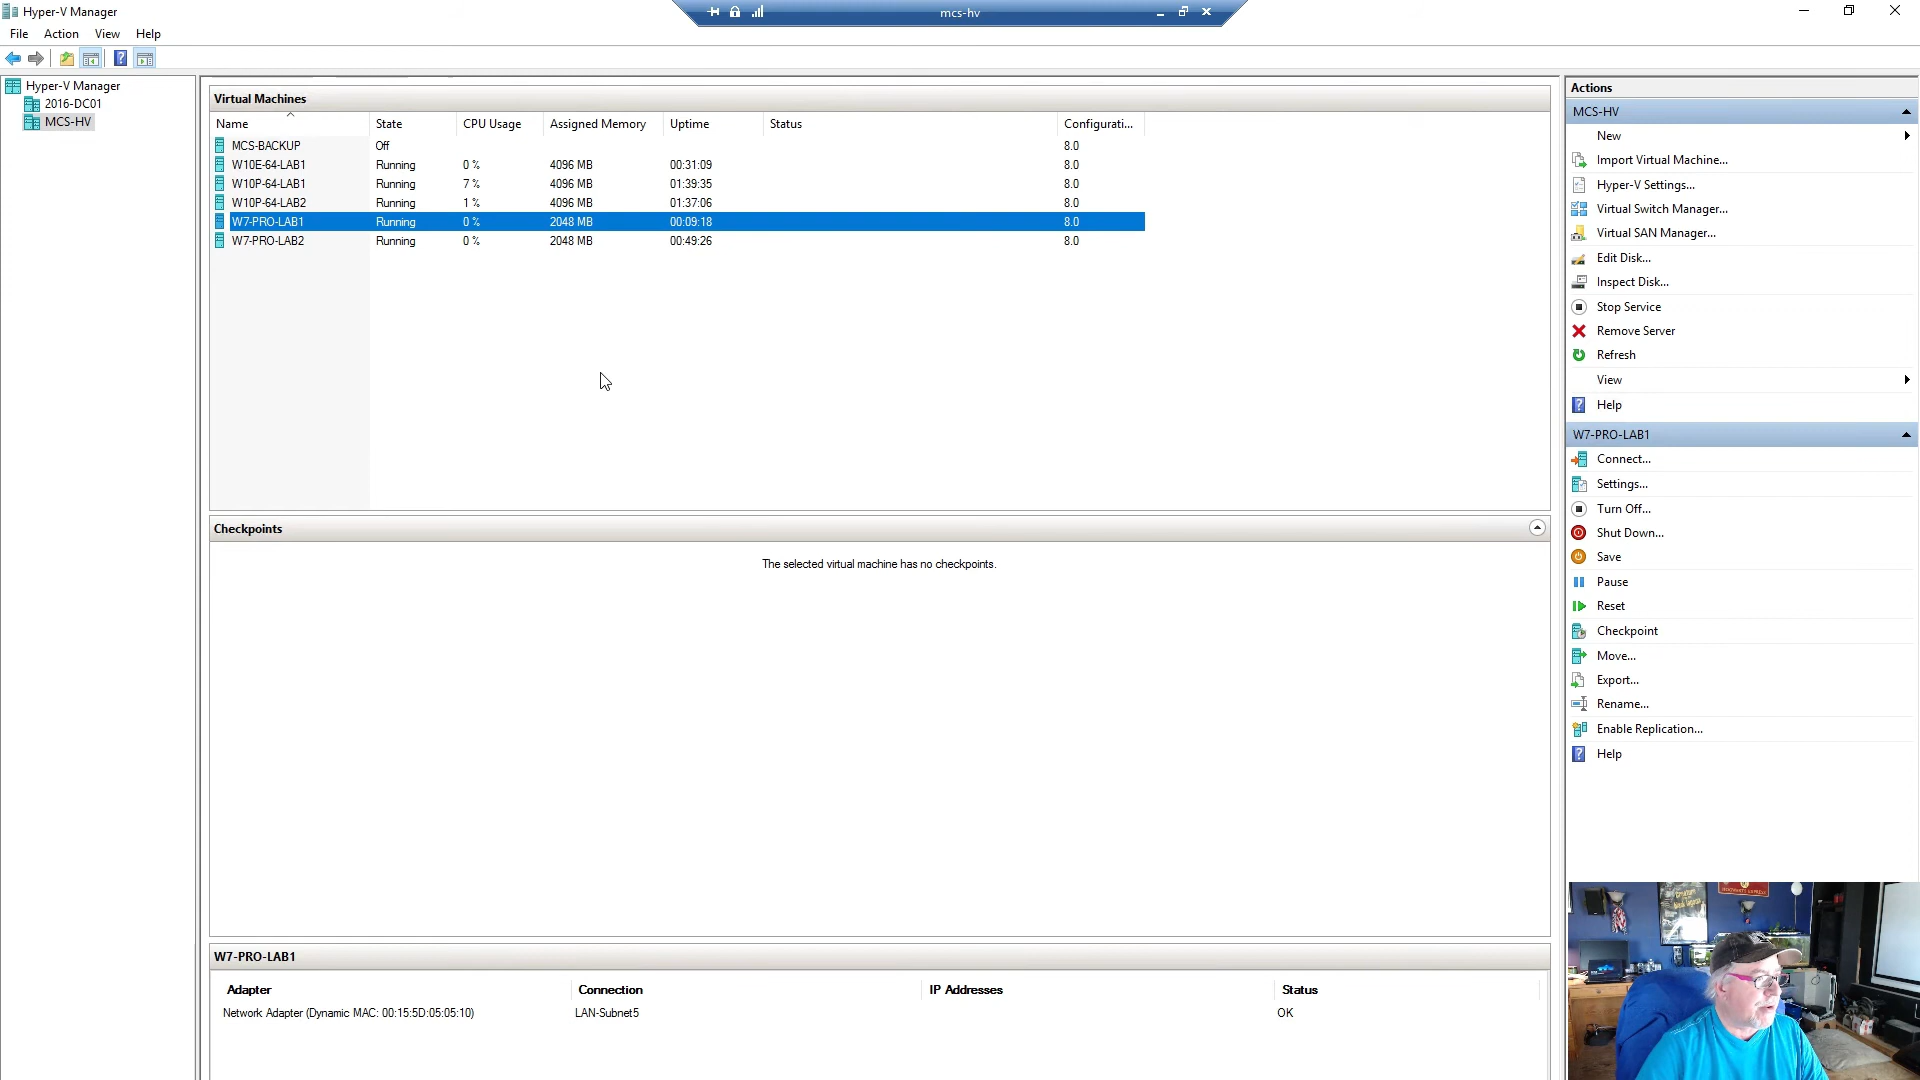 Hyper-V Manager
mcs-hv
File Action View Help
Hyper-V Manager
2016-DC01
MCS-HV
Virtual Machines
Name State CPU Usage Assigned Memory Uptime Status Configurati...
MCS-BACKUP Off 8.0
W10E-64-LAB1 Running 0 % 4096 MB 00:31:09 8.0
W10P-64-LAB1 Running 7 % 4096 MB 01:39:35 8.0
W10P-64-LAB2 Running 1 % 4096 MB 01:37:06 8.0
W7-PRO-LAB1 Running 0 % 2048 MB 00:09:18 8.0
W7-PRO-LAB2 Running 0 % 2048 MB 00:49:26 8.0
Checkpoints
The selected virtual machine has no checkpoints.
W7-PRO-LAB1
Adapter Connection IP Addresses Status
Network Adapter (Dynamic MAC: 00:15:5D:05:05:10) LAN-Subnet5 OK
Actions
MCS-HV
New
Import Virtual Machine...
Hyper-V Settings...
Virtual Switch Manager...
Virtual SAN Manager...
Edit Disk...
Inspect Disk...
Stop Service
Remove Server
Refresh
View
Help
W7-PRO-LAB1
Connect...
Settings...
Turn Off...
Shut Down...
Save
Pause
Reset
Checkpoint
Move...
Export...
Rename...
Enable Replication...
Help